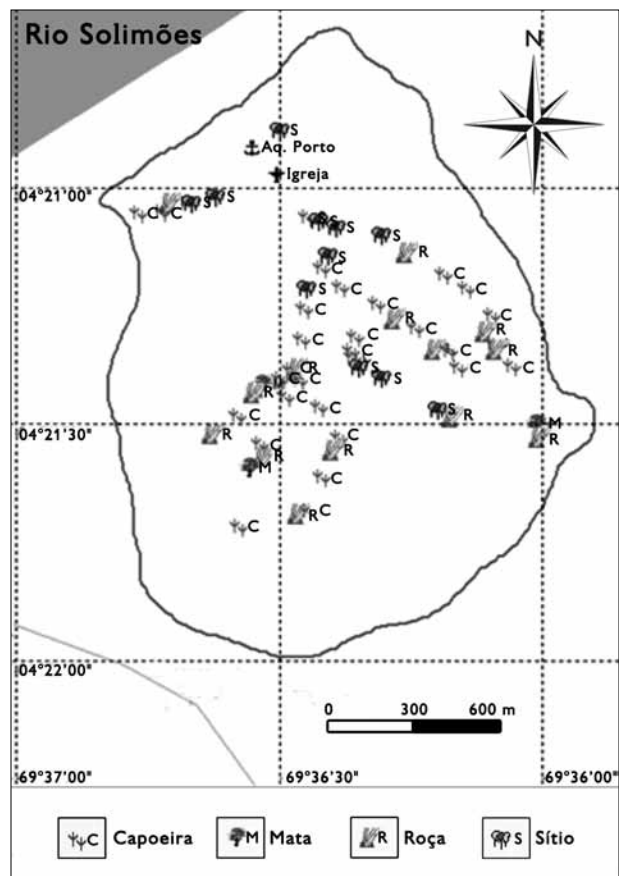 Rio Solimões
N
S
Aq. Porto
Igreja
04°21'00"
C C S S
S S S
R
S
C
C C
S C
C C
C R C
R
C R C R
C
S C
C R S
C
R C
C C S
C R M
R C R
C R
R
M C
R C
C
04°21'30"
04°22'00"
0 300 600 m
69°37'00" 69°36'30" 69°36'00"
C Capoeira M Mata R Roça S Sítio